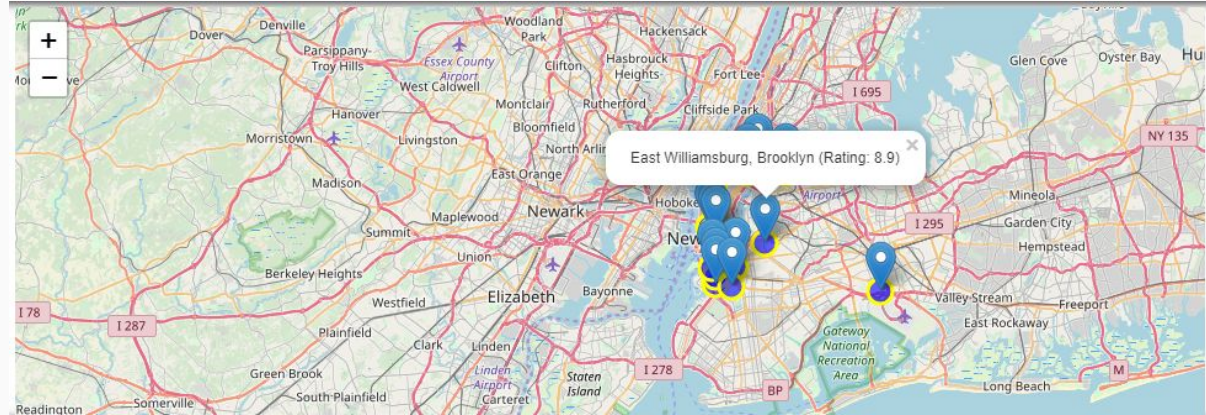 +
−
Dover
Denville
Parsippany-
Troy Hills
Essex County
Airport
West Caldwell
Woodland
Park
Hackensack
Clifton
Hasbrouck
Heights
Fort Lee
Glen Cove
Oyster Bay
I 695
Hanover
Montclair
Rutherford
Cliffside Park
Morristown
Livingston
Bloomfield
North Arlin
NY 135
East Williamsburg, Brooklyn (Rating: 8.9)
×
East Orange
Madison
Airport
Mineola
Maplewood
Newark
Hoboke
I 295
Garden City
Summit
New
Hempstead
Union
Berkeley Heights
Elizabeth
Bayonne
Valley Stream
Freeport
Westfield
I 78
I 287
East Rockaway
Plainfield
Clark
Linden
Gateway
National
Recreation
Area
Green Brook
Linden
Airport
Staten
Island
I 278
M
Long Beach
BP
Somerville
South Plainfield
Carteret
Readington